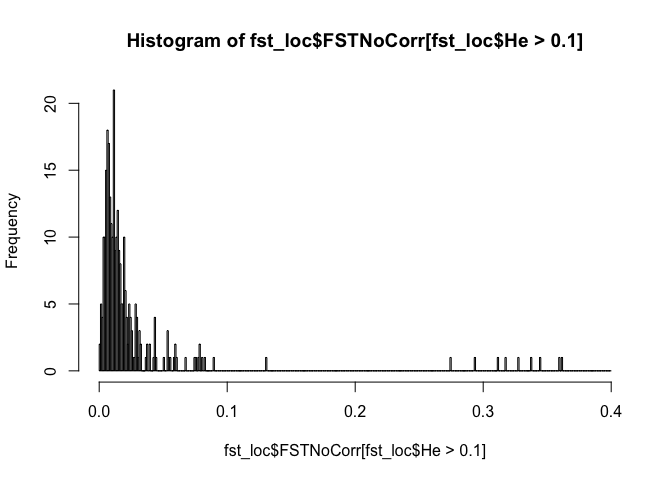 Histogram of fst_loc$FSTNoCorr[fst_loc$He > 0.1]
Frequency
20
15
10
5
0
0.0 0.1 0.2 0.3 0.4
fst_loc$FSTNoCorr[fst_loc$He > 0.1]